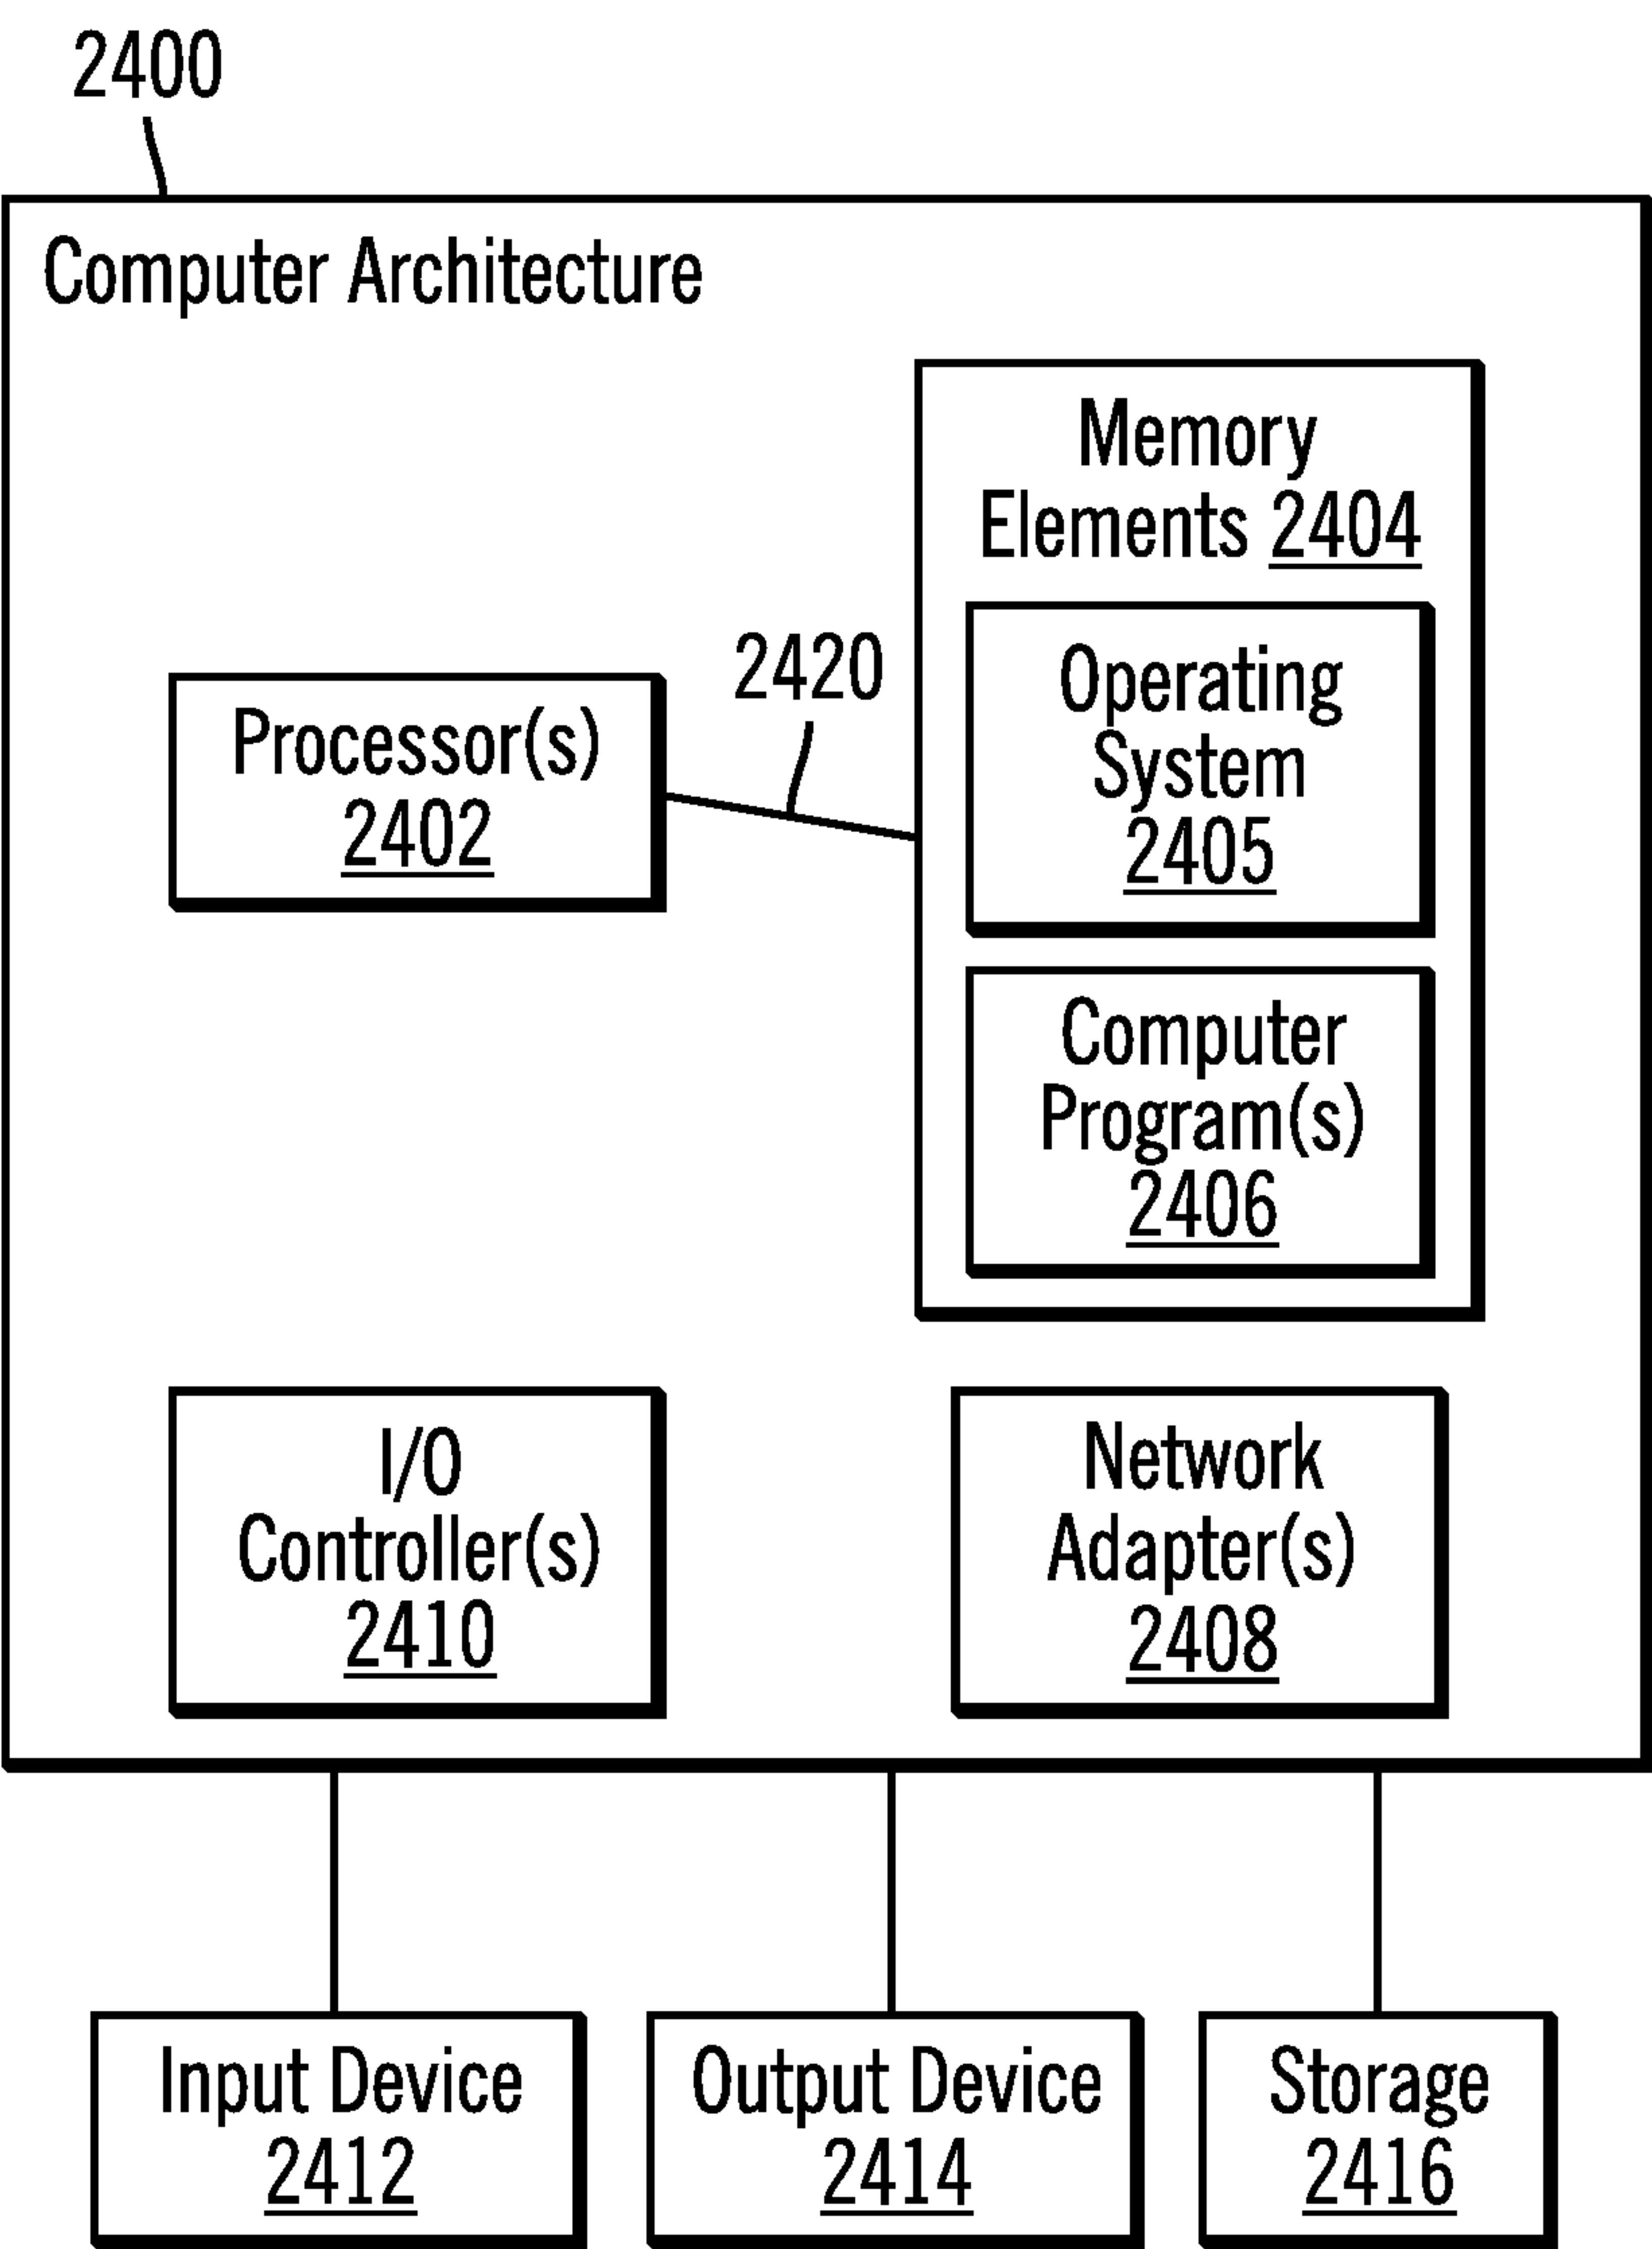 2400
Computer Architecture
Memory
Elements 2404
Operating
System
2405
2420
Processor(s)
2402
Computer
Program(s)
2406
I/O
Controller(s)
2410
Network
Adapter(s)
2408
Input Device
2412
Output Device
2414
Storage
2416